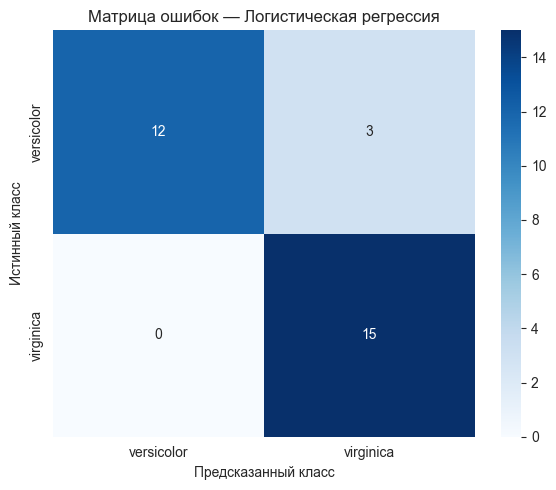 Матрица ошибок — Логистическая регрессия
Истинный класс
versicolor
virginica
12
3
0
15
versicolor
virginica
Предсказанный класс
14
12
10
8
6
4
2
0